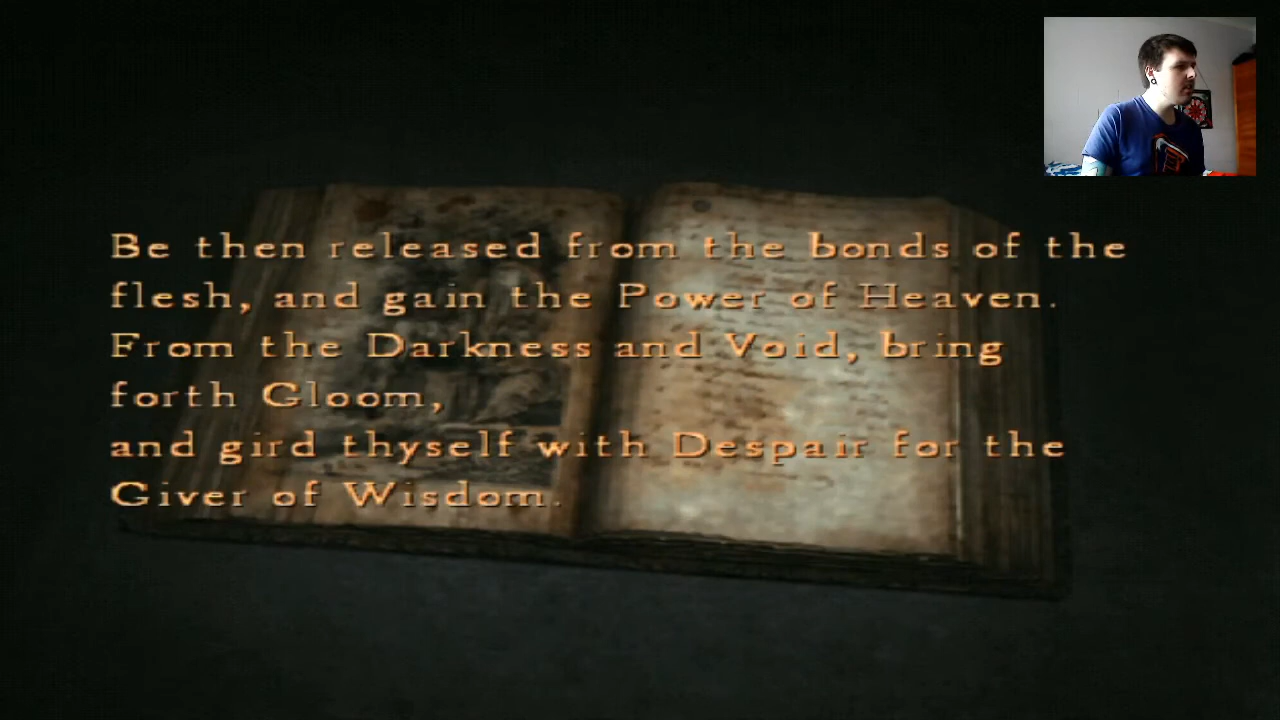 Be then released from the bonds of the
flesh, and gain the Power of Heaven.
From the Darkness and Void, bring
forth Gloom,
and gird thyself with Despair for the
Giver of Wisdom.